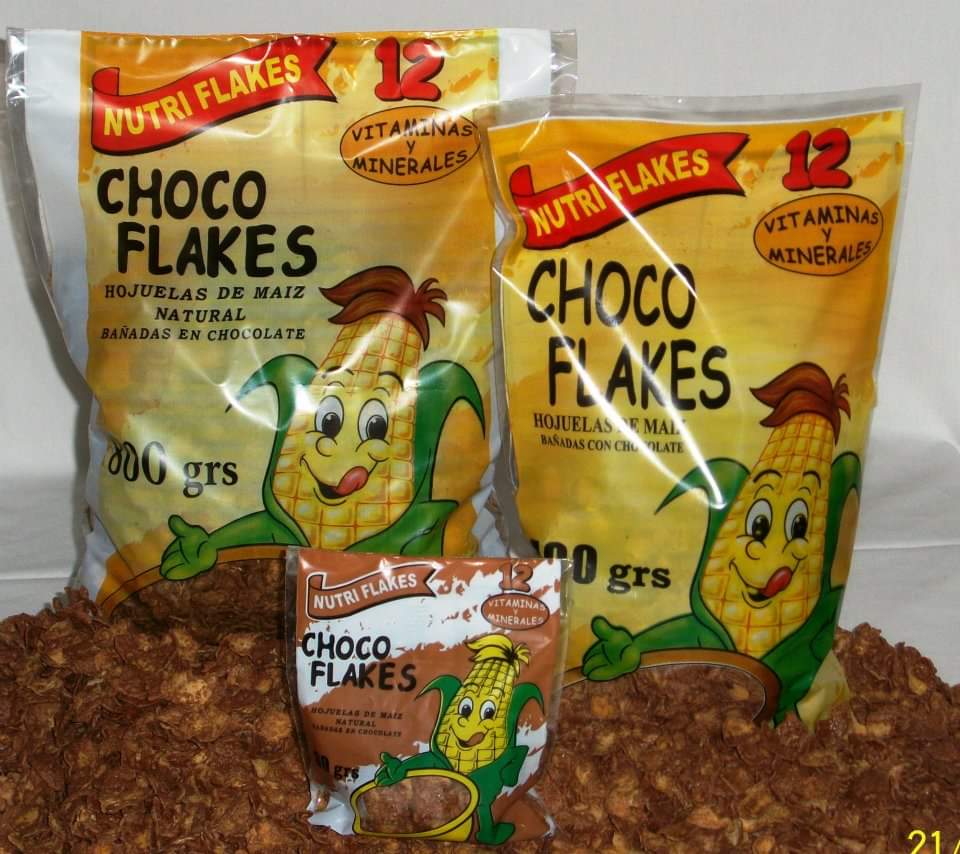 NUTRI FLAKES
12
VITAMINAS
Y
MINERALES
CHOCO
FLAKES
HOJUELAS DE MAIZ
NATURAL
BAÑADAS EN CHOCOLATE
grs
NUTRI FLAKES
12
VITAMINAS
Y
MINERALES
CHOCO
FLAKES
HOJUELAS DE MAIZ
BAÑADAS CON CHOCOLATE
grs
NUTRI FLAKES
12
VITAMINAS
Y
MINERALES
CHOCO
FLAKES
HOJUELAS DE MAIZ
NATURAL
BAÑADAS EN CHOCOLATE
grs